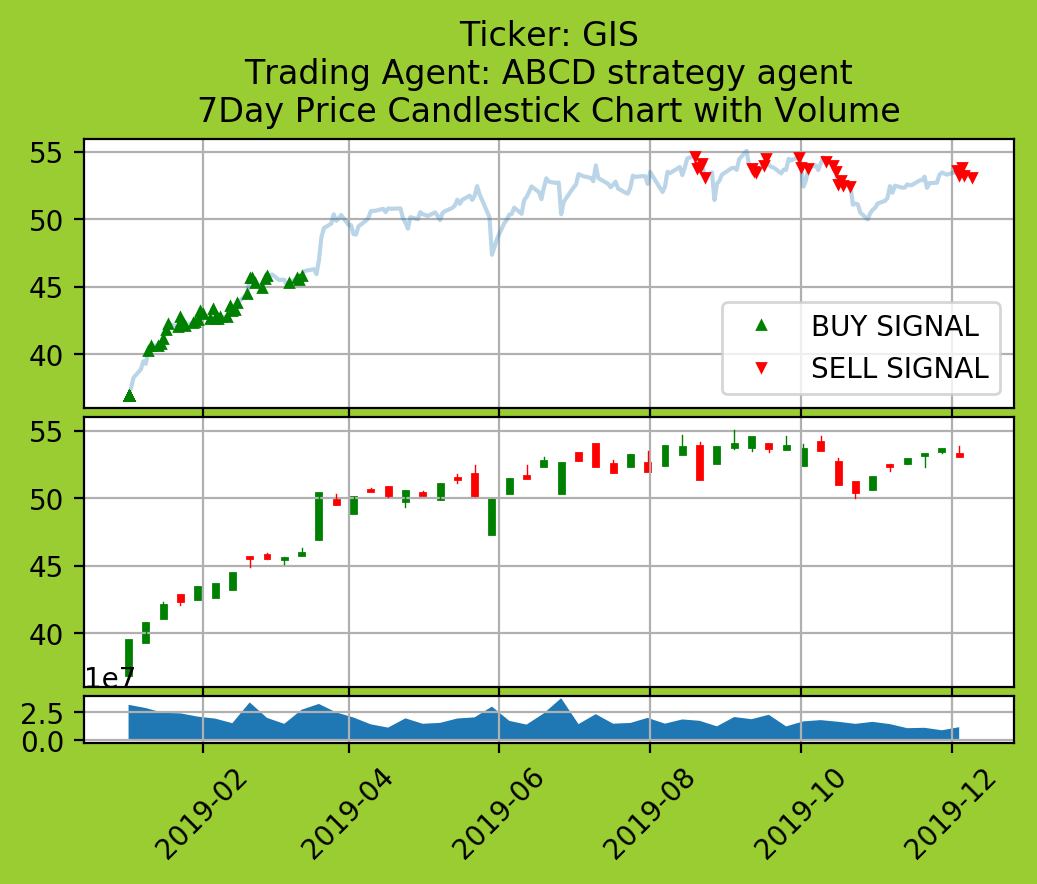 Ticker: GIS
Trading Agent: ABCD strategy agent
7Day Price Candlestick Chart with Volume
55
50
45
40
BUY SIGNAL
SELL SIGNAL
55
50
45
40
1e7
2.5
0.0
2019-02
2019-04
2019-06
2019-08
2019-10
2019-12